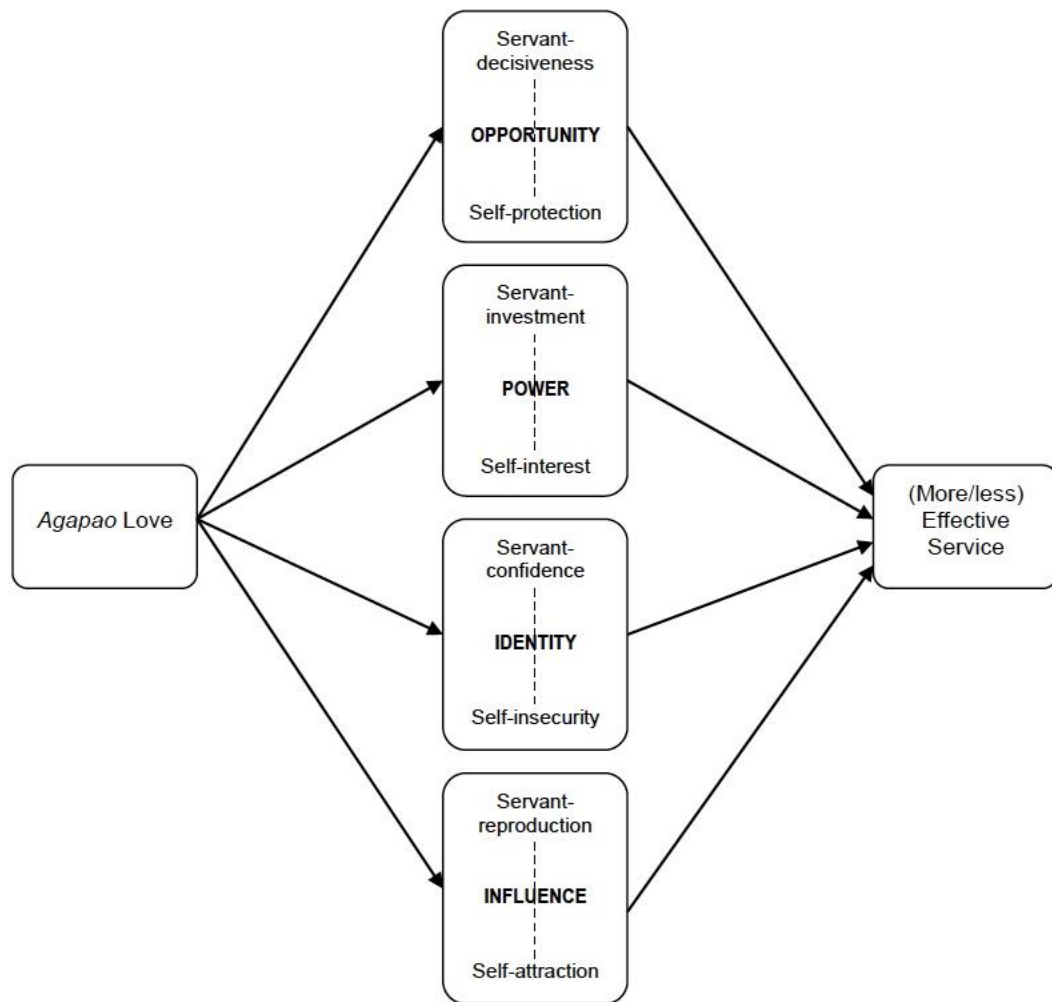 Servant-
decisiveness
OPPORTUNITY
Self-protection
Servant-
investment
POWER
Self-interest
Agapao Love
(More/less)
Effective
Service
Servant-
confidence
IDENTITY
Self-insecurity
Servant-
reproduction
INFLUENCE
Self-attraction